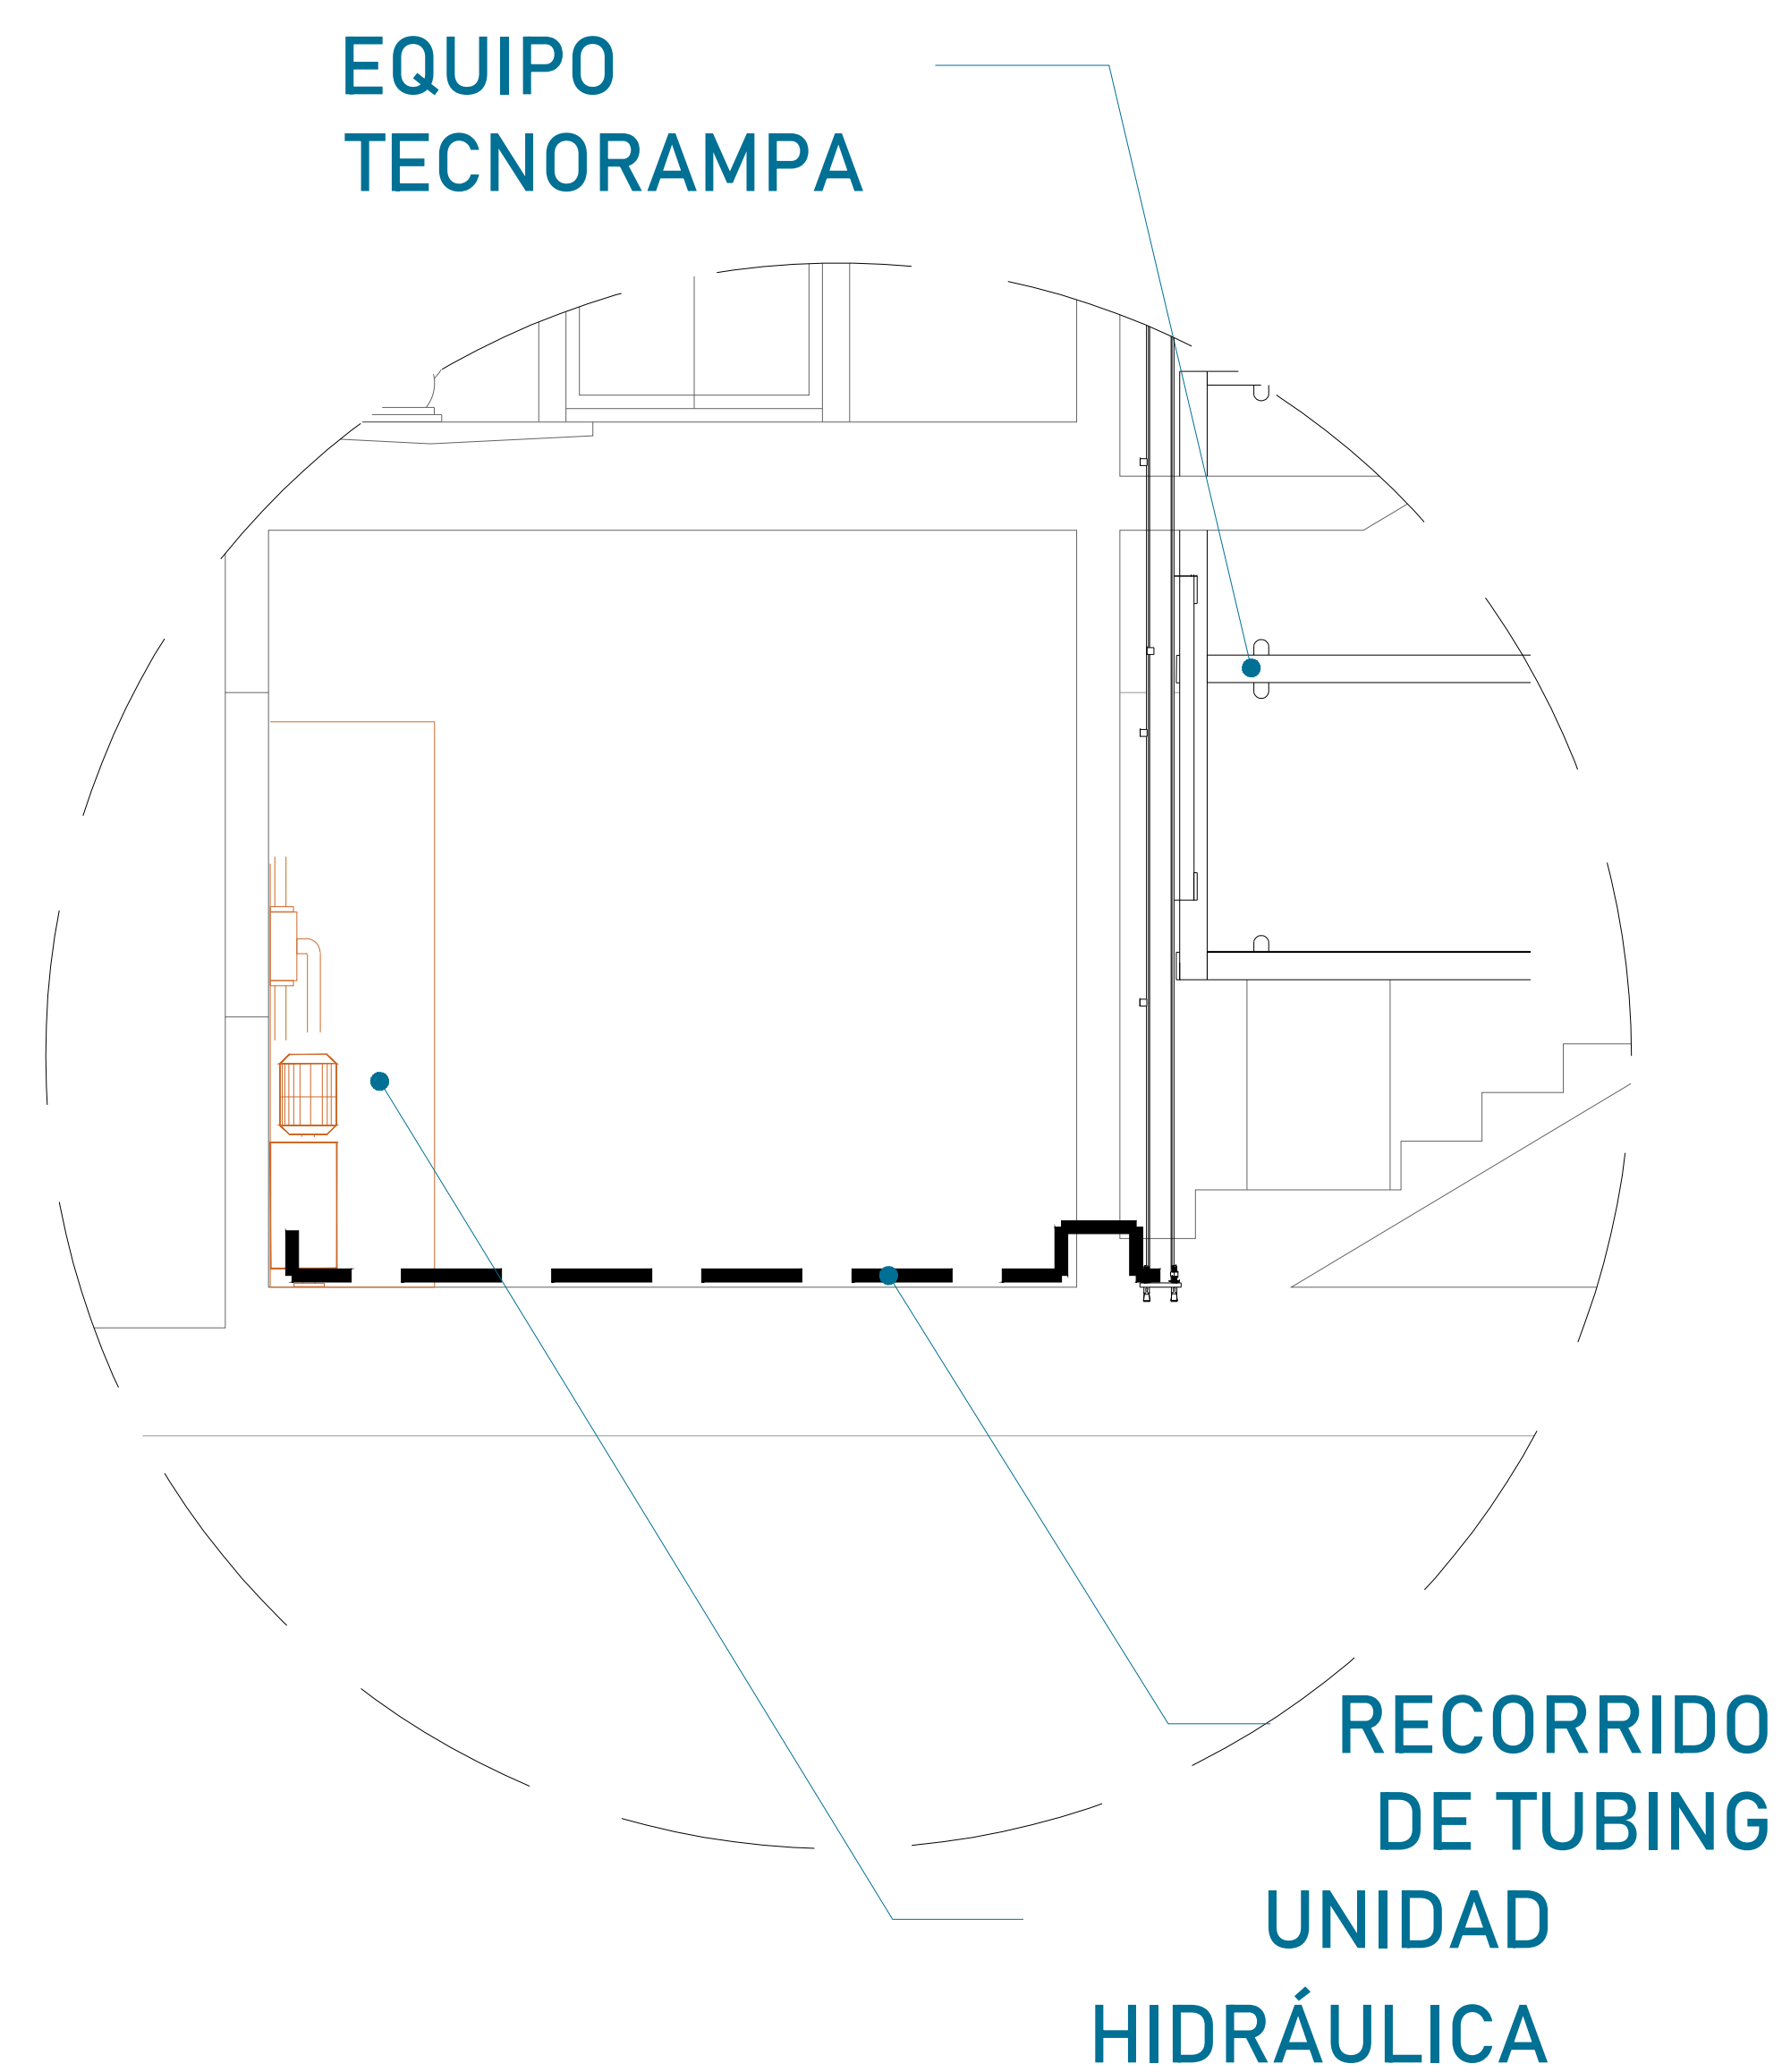 EQUIPO
TECNORAMPA
RECORRIDO
DE TUBING
UNIDAD
HIDRÁULICA